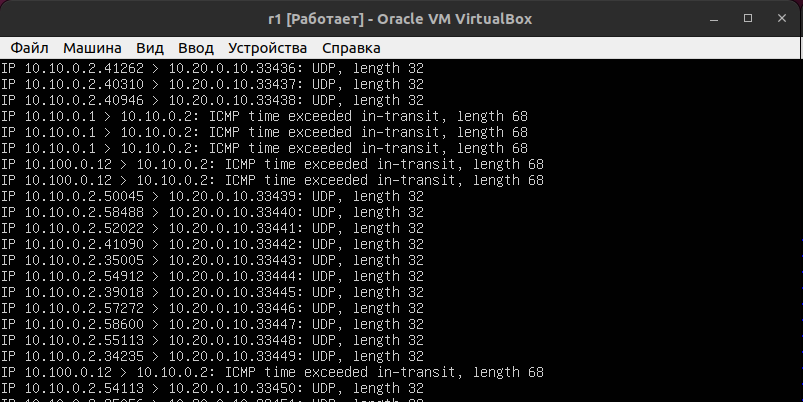 r1 [Работает] - Oracle VM VirtualBox
Файл Машина Вид Ввод Устройства Справка
IP 10.10.0.2.41262 > 10.20.0.10.33436: UDP, length 32
IP 10.10.0.2.40310 > 10.20.0.10.33437: UDP, length 32
IP 10.10.0.2.40946 > 10.20.0.10.33438: UDP, length 32
IP 10.10.0.1 > 10.10.0.2: ICMP time exceeded in-transit, length 68
IP 10.10.0.1 > 10.10.0.2: ICMP time exceeded in-transit, length 68
IP 10.10.0.1 > 10.10.0.2: ICMP time exceeded in-transit, length 68
IP 10.100.0.12 > 10.10.0.2: ICMP time exceeded in-transit, length 68
IP 10.100.0.12 > 10.10.0.2: ICMP time exceeded in-transit, length 68
IP 10.10.0.2.50045 > 10.20.0.10.33439: UDP, length 32
IP 10.10.0.2.58488 > 10.20.0.10.33440: UDP, length 32
IP 10.10.0.2.52022 > 10.20.0.10.33441: UDP, length 32
IP 10.10.0.2.41090 > 10.20.0.10.33442: UDP, length 32
IP 10.10.0.2.35005 > 10.20.0.10.33443: UDP, length 32
IP 10.10.0.2.54912 > 10.20.0.10.33444: UDP, length 32
IP 10.10.0.2.39018 > 10.20.0.10.33445: UDP, length 32
IP 10.10.0.2.57272 > 10.20.0.10.33446: UDP, length 32
IP 10.10.0.2.58600 > 10.20.0.10.33447: UDP, length 32
IP 10.10.0.2.55113 > 10.20.0.10.33448: UDP, length 32
IP 10.10.0.2.34235 > 10.20.0.10.33449: UDP, length 32
IP 10.100.0.12 > 10.10.0.2: ICMP time exceeded in-transit, length 68
IP 10.10.0.2.54113 > 10.20.0.10.33450: UDP, length 32